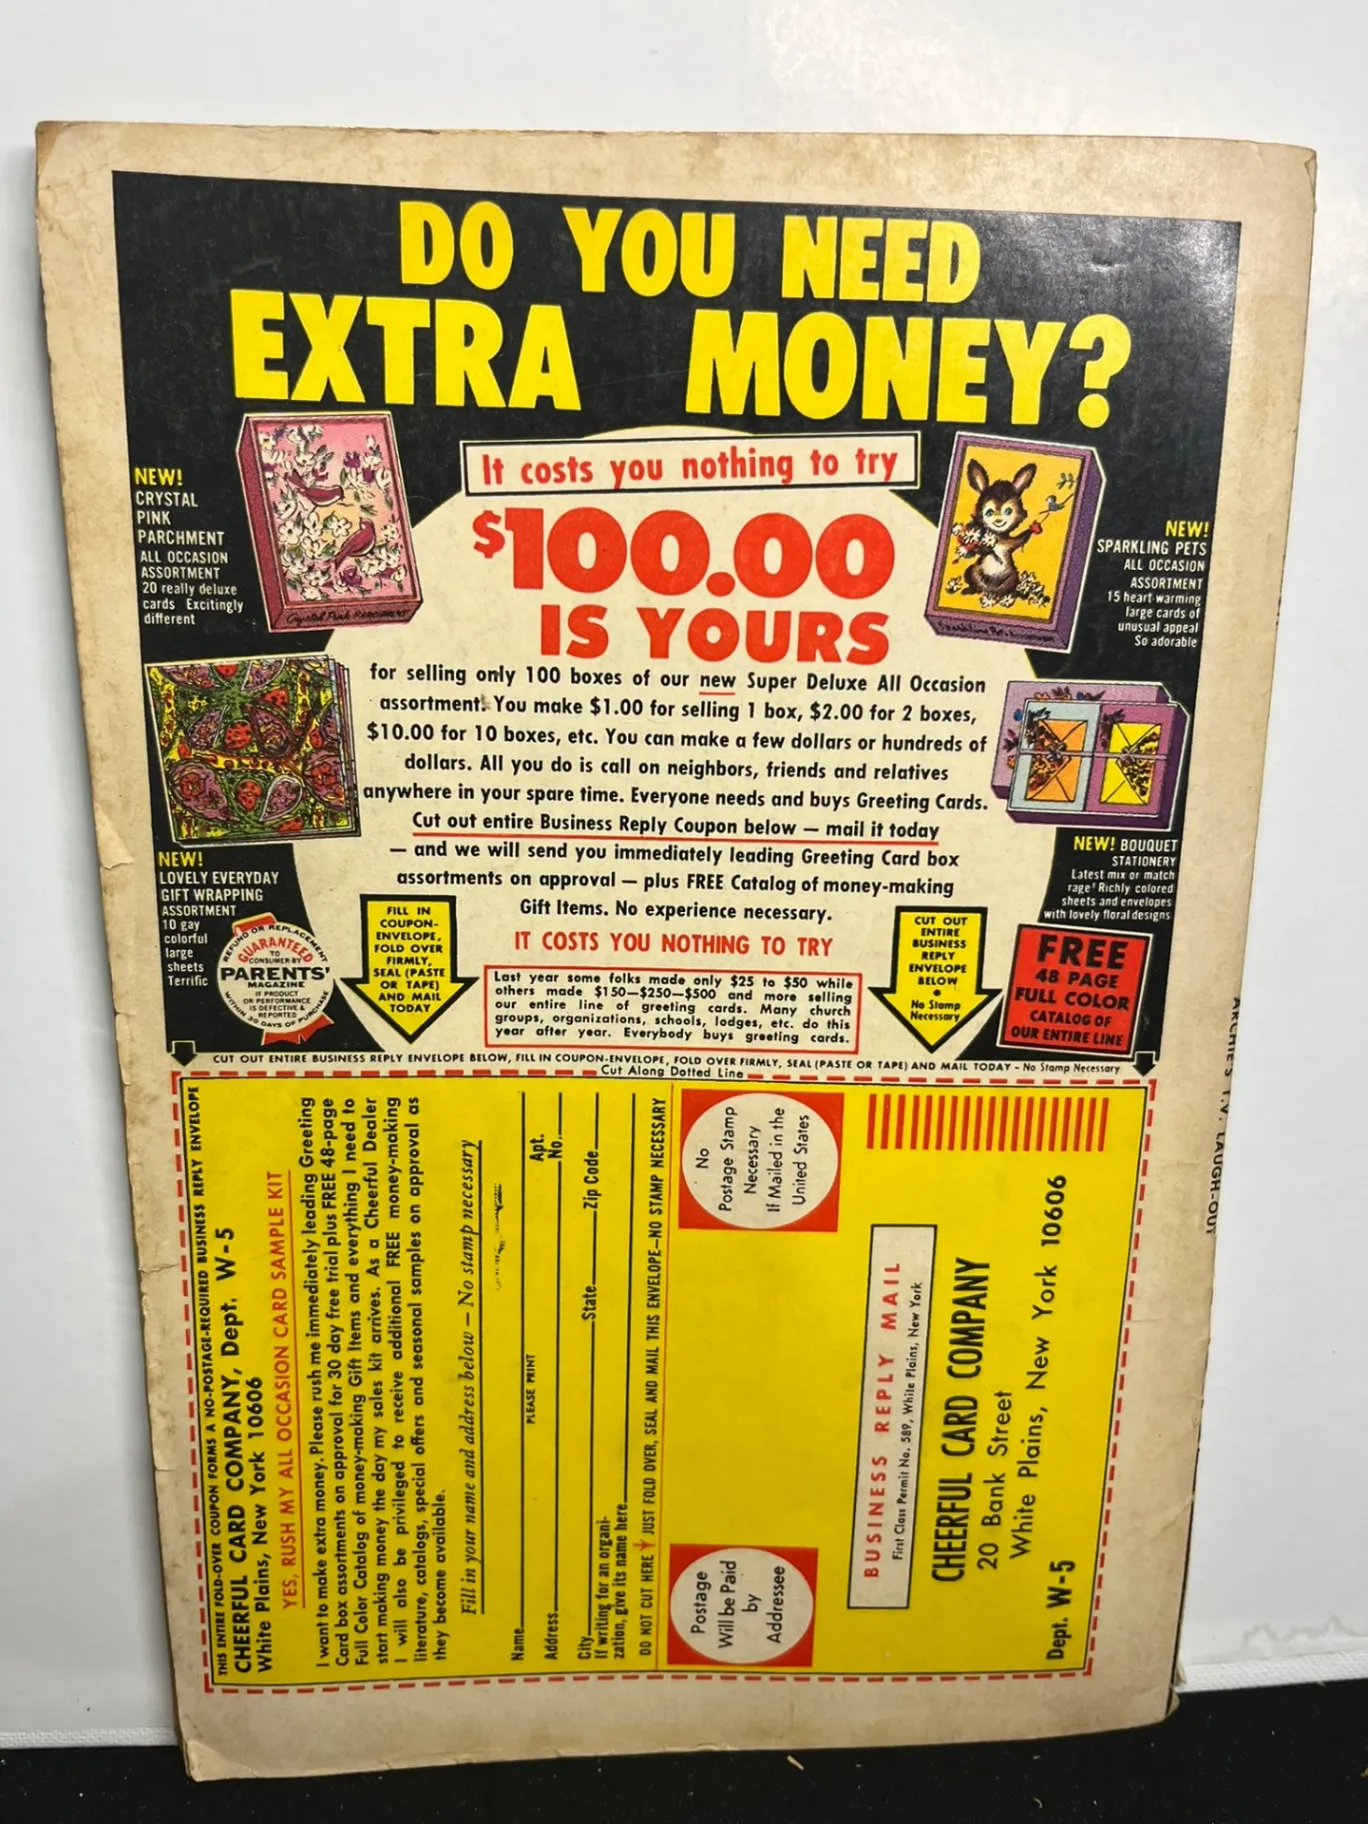 DO YOU NEED
EXTRA MONEY?
It costs you nothing to try
$100.00
IS YOURS
NEW!
CRYSTAL
PINK
PARCHMENT
ALL OCCASION
ASSORTMENT
20 really deluxe
cards Excitingly
different
Crystal Pink PARCHMENT
NEW!
SPARKLING PETS
ALL OCCASION
ASSORTMENT
15 heart-warming
large cards of
unusual appeal
So adorable
for selling only 100 boxes of our new Super Deluxe All Occasion
assortment. You make $1.00 for selling 1 box, $2.00 for 2 boxes,
$10.00 for 10 boxes, etc. You can make a few dollars or hundreds of
dollars. All you do is call on neighbors, friends and relatives
anywhere in your spare time. Everyone needs and buys Greeting Cards.
Cut out entire Business Reply Coupon below — mail it today
— and we will send you immediately leading Greeting Card box
assortments on approval — plus FREE Catalog of money-making
Gift Items. No experience necessary.
IT COSTS YOU NOTHING TO TRY
Last year some folks made only $25 to $50 while
others made $150—$250—$500 and more selling
our entire line of greeting cards. Many church
groups, organizations, schools, lodges, etc. do this
year after year. Everybody buys greeting cards.
NEW!
LOVELY EVERYDAY
GIFT WRAPPING
ASSORTMENT
10 gay
colorful
large
sheets
Terrific
REFUND OR REPLACEMENT
GUARANTEED
TO
CONSUMER BY
PARENTS'
MAGAZINE
IF PRODUCT
OR PERFORMANCE
IS DEFECTIVE &
REPORTED
WITHIN 30 DAYS OF PURCHASE
FILL IN
COUPON-
ENVELOPE,
FOLD OVER
FIRMLY,
SEAL (PASTE
OR TAPE)
AND MAIL
TODAY
CUT OUT
ENTIRE
BUSINESS
REPLY
ENVELOPE
BELOW
•
No Stamp
Necessary
NEW! BOUQUET
STATIONERY
Latest mix or match
rage! Richly colored
sheets and envelopes
with lovely floral designs
FREE
48 PAGE
FULL COLOR
CATALOG OF
OUR ENTIRE LINE
CUT OUT ENTIRE BUSINESS REPLY ENVELOPE BELOW, FILL IN COUPON-ENVELOPE, FOLD OVER FIRMLY, SEAL (PASTE OR TAPE) AND MAIL TODAY - No Stamp Necessary
Cut Along Dotted Line
THIS ENTIRE FOLD-OVER COUPON FORMS A NO-POSTAGE-REQUIRED BUSINESS REPLY ENVELOPE
CHEERFUL CARD COMPANY, Dept. W-5
White Plains, New York 10606
YES, RUSH MY ALL OCCASION CARD SAMPLE KIT
I want to make extra money. Please rush me immediately leading Greeting
Card box assortments on approval for 30 day free trial plus FREE 48-page
Full Color Catalog of money-making Gift Items and everything I need to
start making money the day my sales kit arrives. As a Cheerful Dealer
I will also be privileged to receive additional FREE money-making
literature, catalogs, special offers and seasonal samples on approval as
they become available.
Fill in your name and address below — No stamp necessary
Name
PLEASE PRINT
Address Apt. No.
City State Zip Code
If writing for an organi-
zation, give its name here
DO NOT CUT HERE JUST FOLD OVER, SEAL AND MAIL THIS ENVELOPE—NO STAMP NECESSARY
No
Postage Stamp
Necessary
If Mailed in the
United States
Postage
Will be Paid
by
Addressee
BUSINESS REPLY MAIL
First Class Permit No. 589, White Plains, New York
CHEERFUL CARD COMPANY
20 Bank Street
White Plains, New York 10606
Dept. W-5
ARCHIE'S T.V. LAUGH-OUT